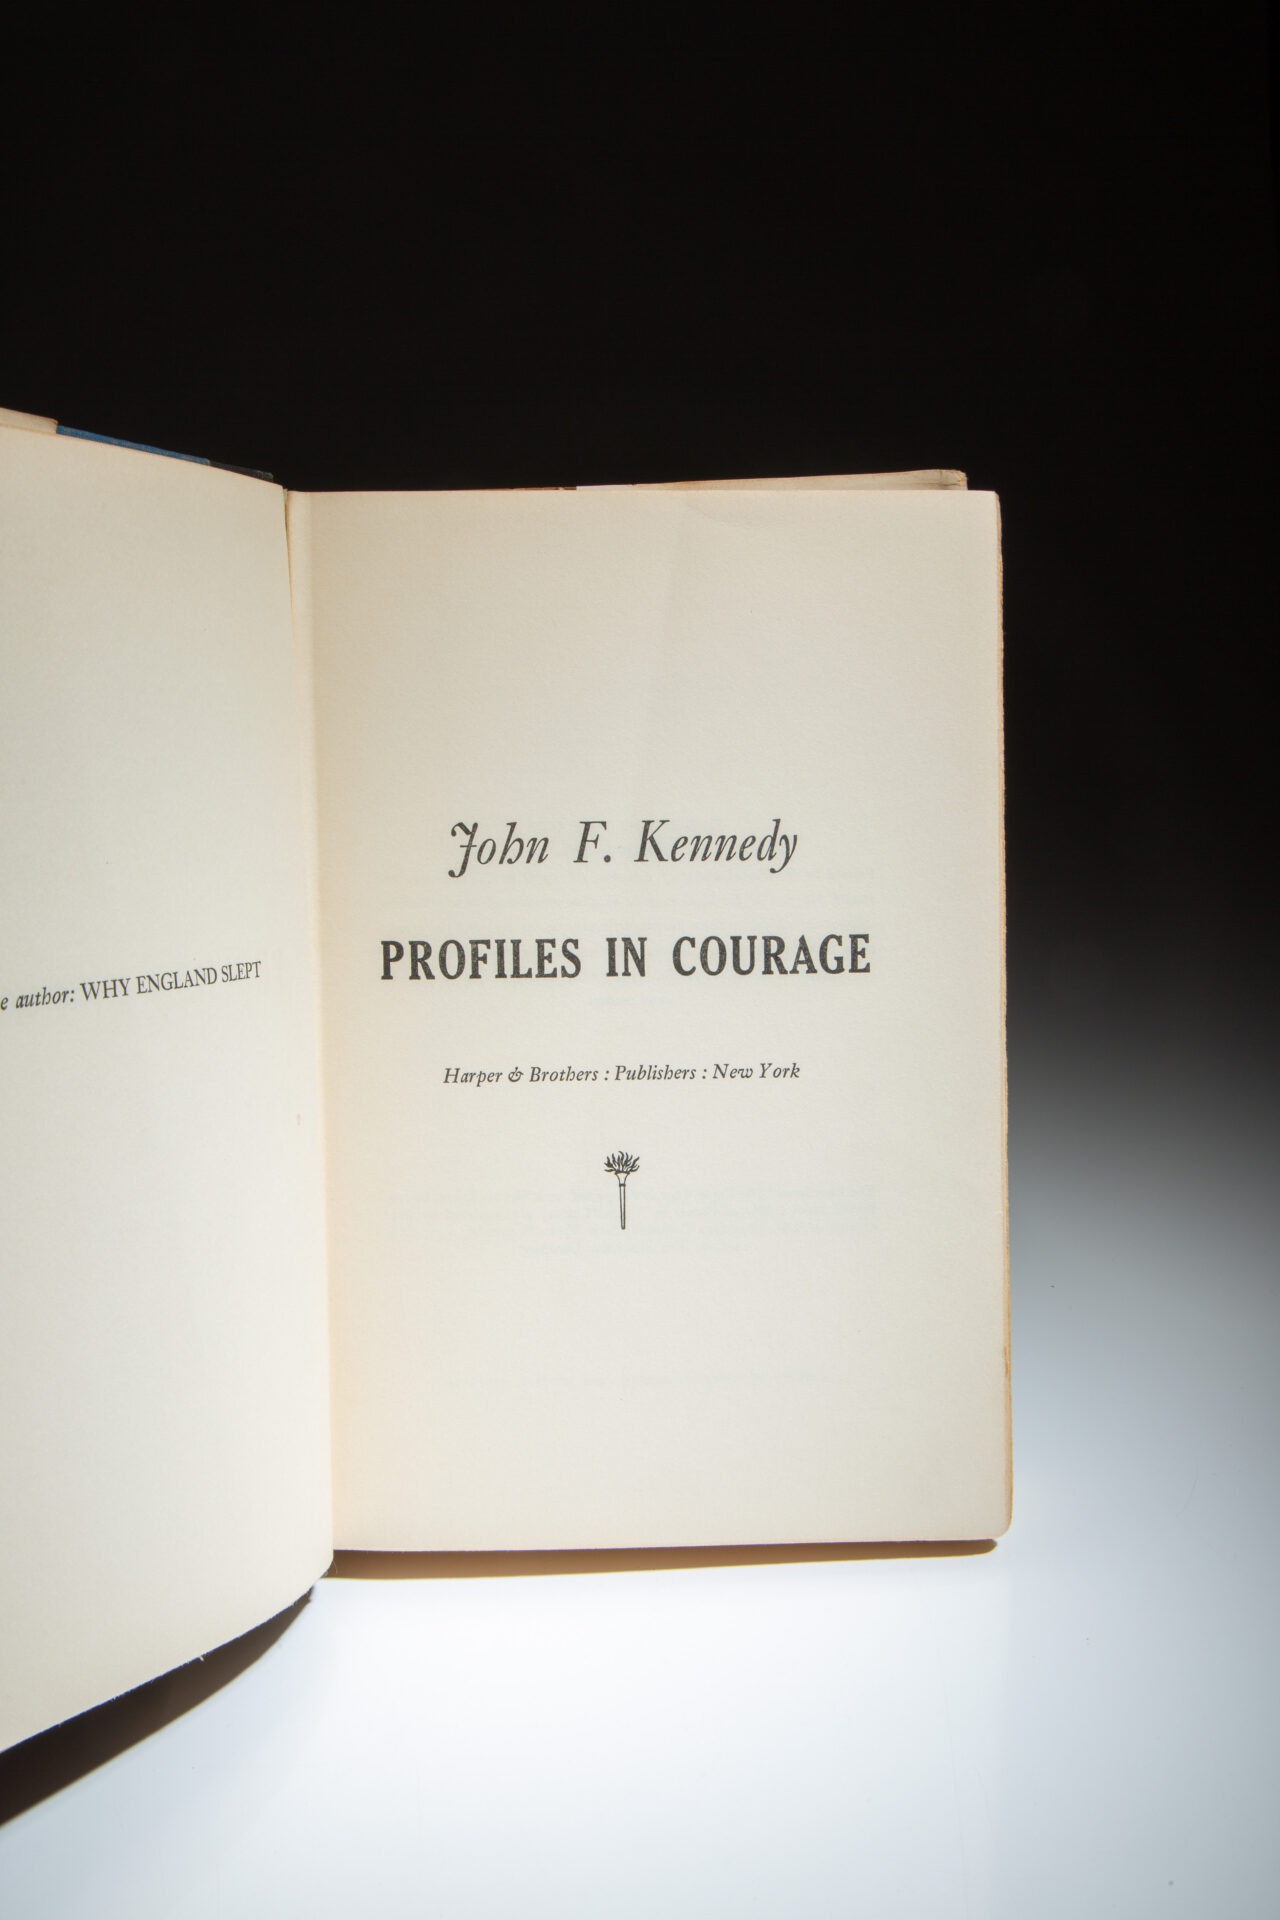 e author: WHY ENGLAND SLEPT
John F. Kennedy
PROFILES IN COURAGE
Harper & Brothers : Publishers : New York